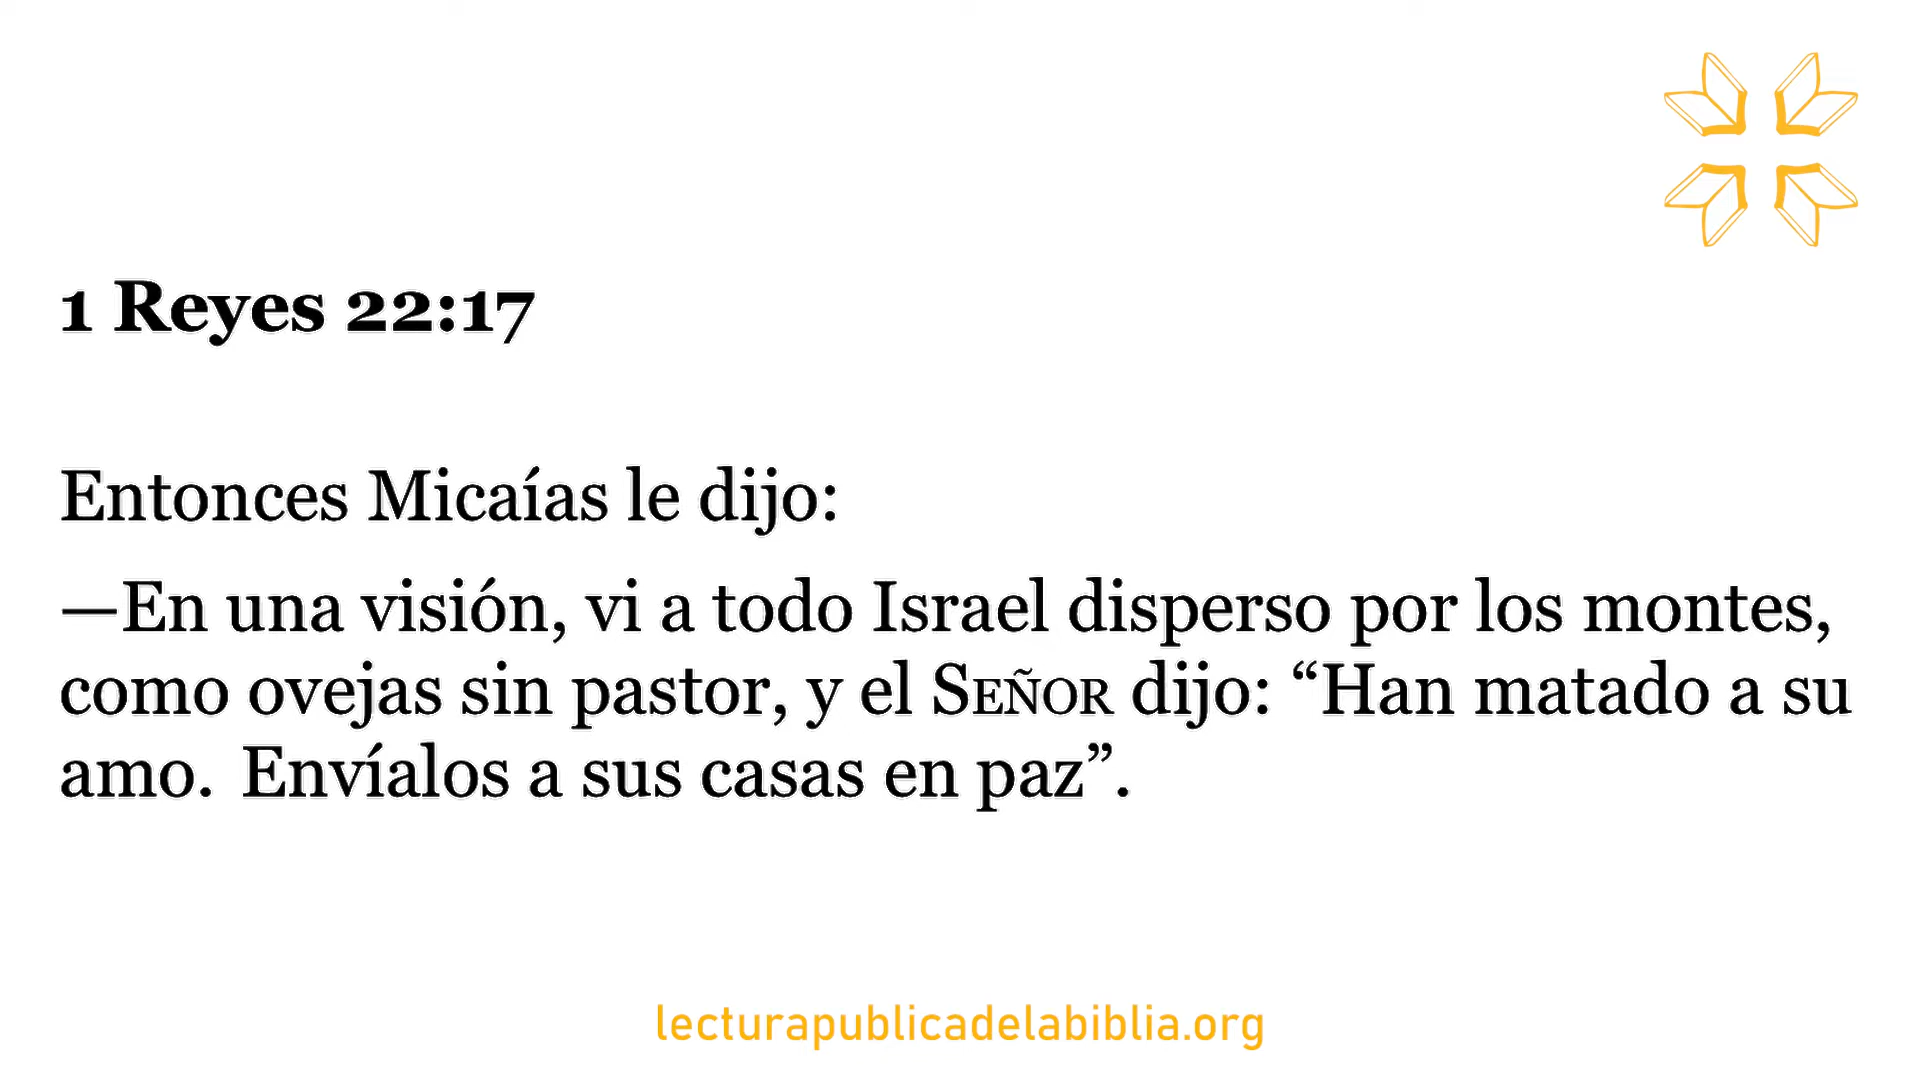 1 Reyes 22:17
Entonces Micaías le dijo:
—En una visión, vi a todo Israel disperso por los montes,
como ovejas sin pastor, y el SEÑOR dijo: “Han matado a su
amo. Envíalos a sus casas en paz”.
lecturapublicadelabiblia.org